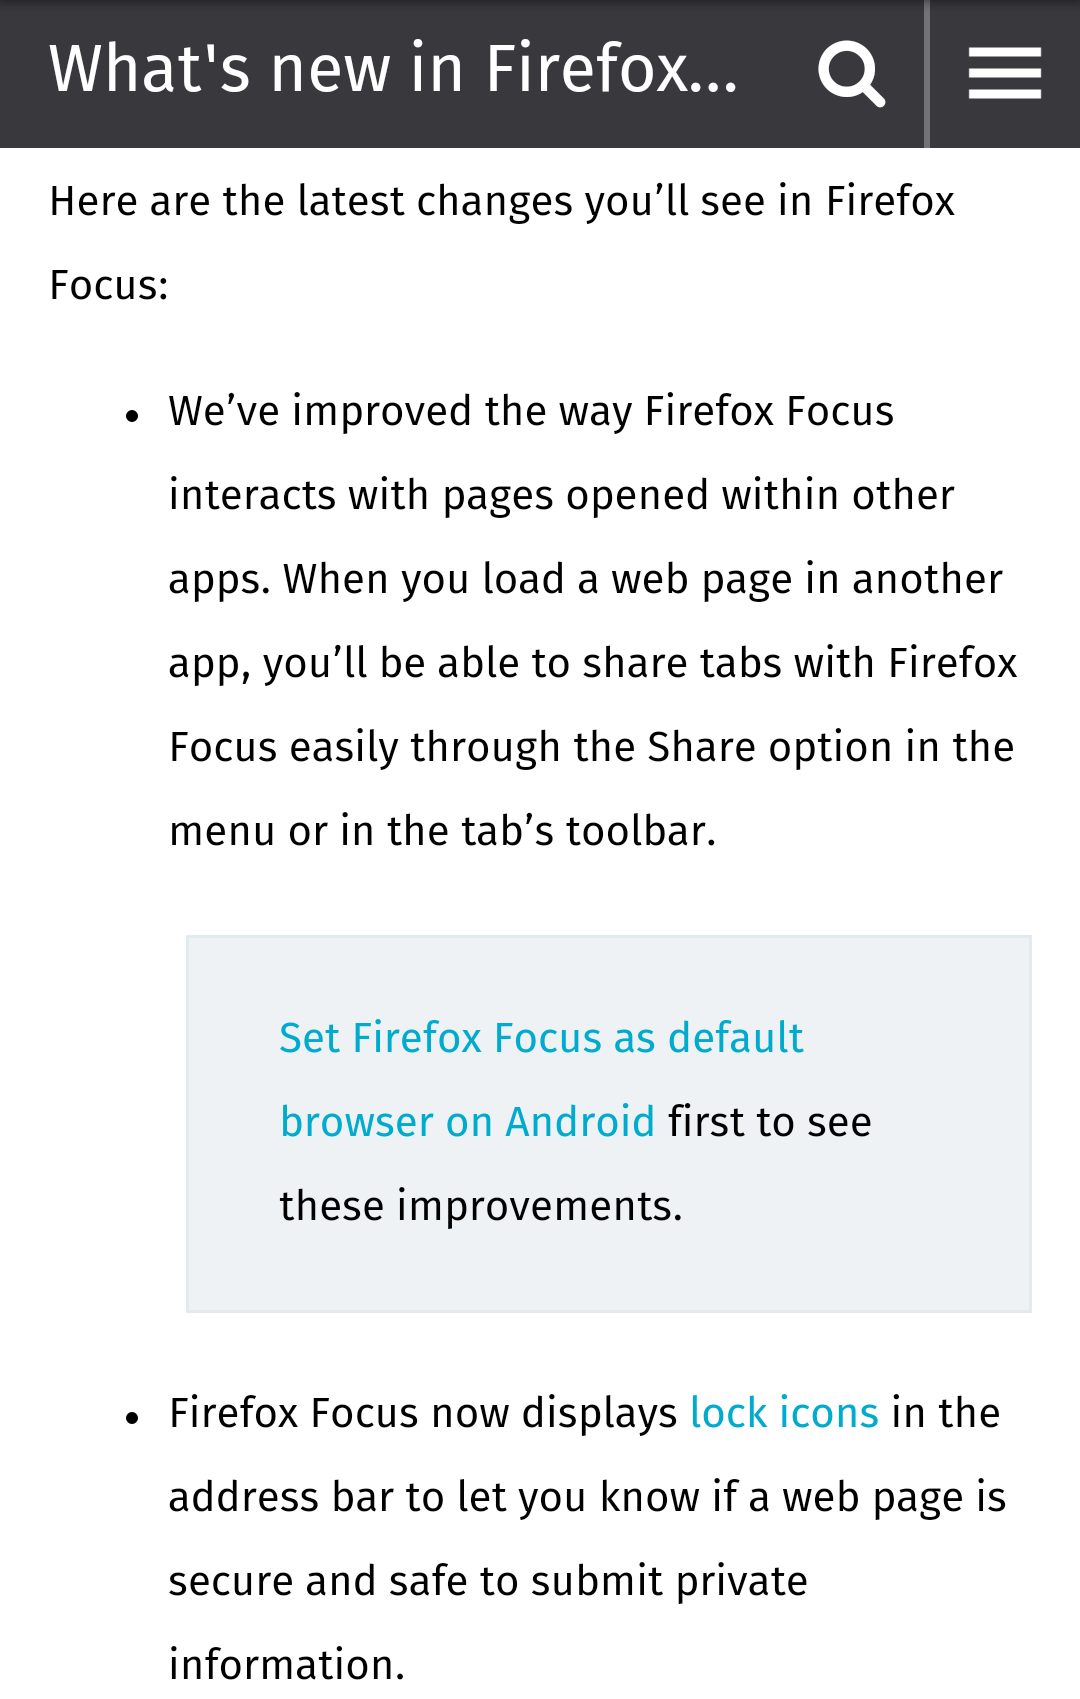 What's new in Firefox...
Here are the latest changes you’ll see in Firefox
Focus:
• We’ve improved the way Firefox Focus
interacts with pages opened within other
apps. When you load a web page in another
app, you’ll be able to share tabs with Firefox
Focus easily through the Share option in the
menu or in the tab’s toolbar.
Set Firefox Focus as default
browser on Android first to see
these improvements.
• Firefox Focus now displays lock icons in the
address bar to let you know if a web page is
secure and safe to submit private
information.